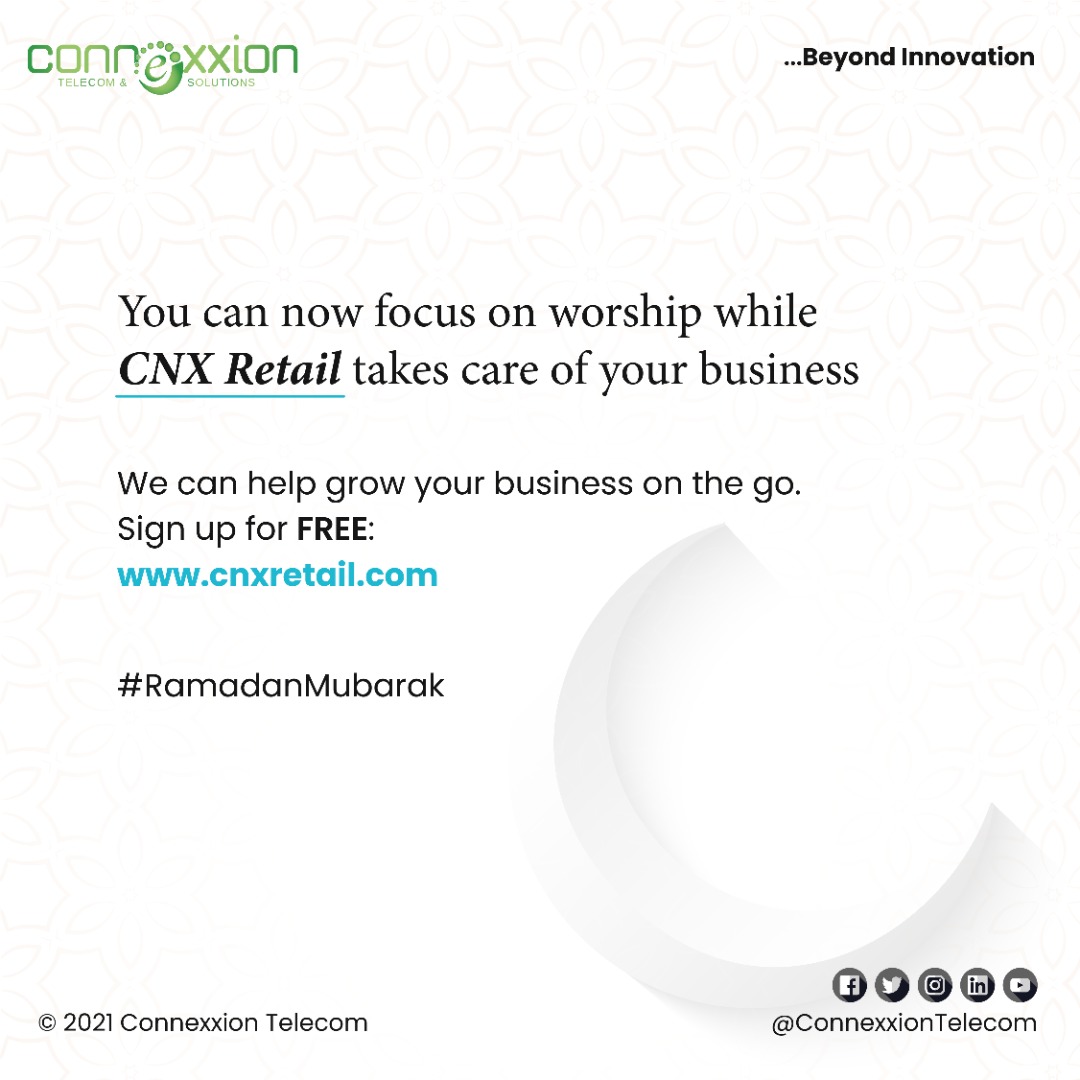 connexxion
TELECOM & SOLUTIONS
...Beyond Innovation
You can now focus on worship while
CNX Retail takes care of your business
We can help grow your business on the go.
Sign up for FREE:
www.cnxretail.com
#RamadanMubarak
© 2021 Connexxion Telecom
@ConnexxionTelecom